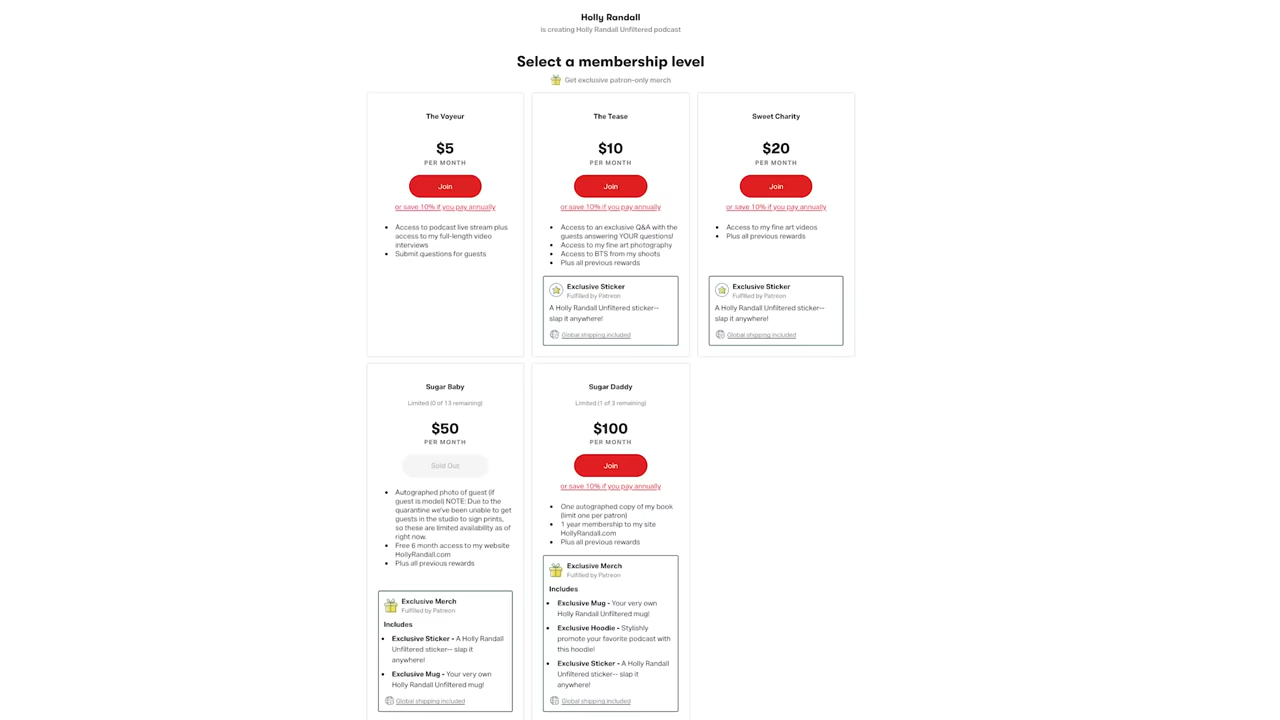 Holly Randall
is creating Holly Randall Unfiltered podcast
Select a membership level
Get exclusive patron-only merch
The Voyeur
$5
PER MONTH
Join
or save 10% if you pay annually
Access to podcast live stream plus
access to my full-length video
interviews
Submit questions for guests
The Tease
$10
PER MONTH
Join
or save 10% if you pay annually
Access to an exclusive Q&A with the
guests answering YOUR questions!
Access to my fine art photography
Access to BTS from my shoots
Plus all previous rewards
Exclusive Sticker
Fulfilled by Patreon
A Holly Randall Unfiltered sticker--
slap it anywhere!
Global shipping included
Sweet Charity
$20
PER MONTH
Join
or save 10% if you pay annually
Access to my fine art videos
Plus all previous rewards
Exclusive Sticker
Fulfilled by Patreon
A Holly Randall Unfiltered sticker--
slap it anywhere!
Global shipping included
Sugar Baby
Limited (0 of 13 remaining)
$50
PER MONTH
Sold Out
Autographed photo of guest (if
guest is model) NOTE: Due to the
quarantine we've been unable to get
guests in the studio to sign prints,
so these are limited availability as of
right now.
Free 6 month access to my website
HollyRandall.com
Plus all previous rewards
Exclusive Merch
Fulfilled by Patreon
Includes
Exclusive Sticker - A Holly Randall
Unfiltered sticker-- slap it
anywhere!
Exclusive Mug - Your very own
Holly Randall Unfiltered mug!
Global shipping included
Sugar Daddy
Limited (1 of 3 remaining)
$100
PER MONTH
Join
or save 10% if you pay annually
One autographed copy of my book
(limit one per patron)
1 year membership to my site
HollyRandall.com
Plus all previous rewards
Exclusive Merch
Fulfilled by Patreon
Includes
Exclusive Mug - Your very own
Holly Randall Unfiltered mug!
Exclusive Hoodie - Stylishly
promote your favorite podcast with
this hoodie!
Exclusive Sticker - A Holly Randall
Unfiltered sticker-- slap it
anywhere!
Global shipping included